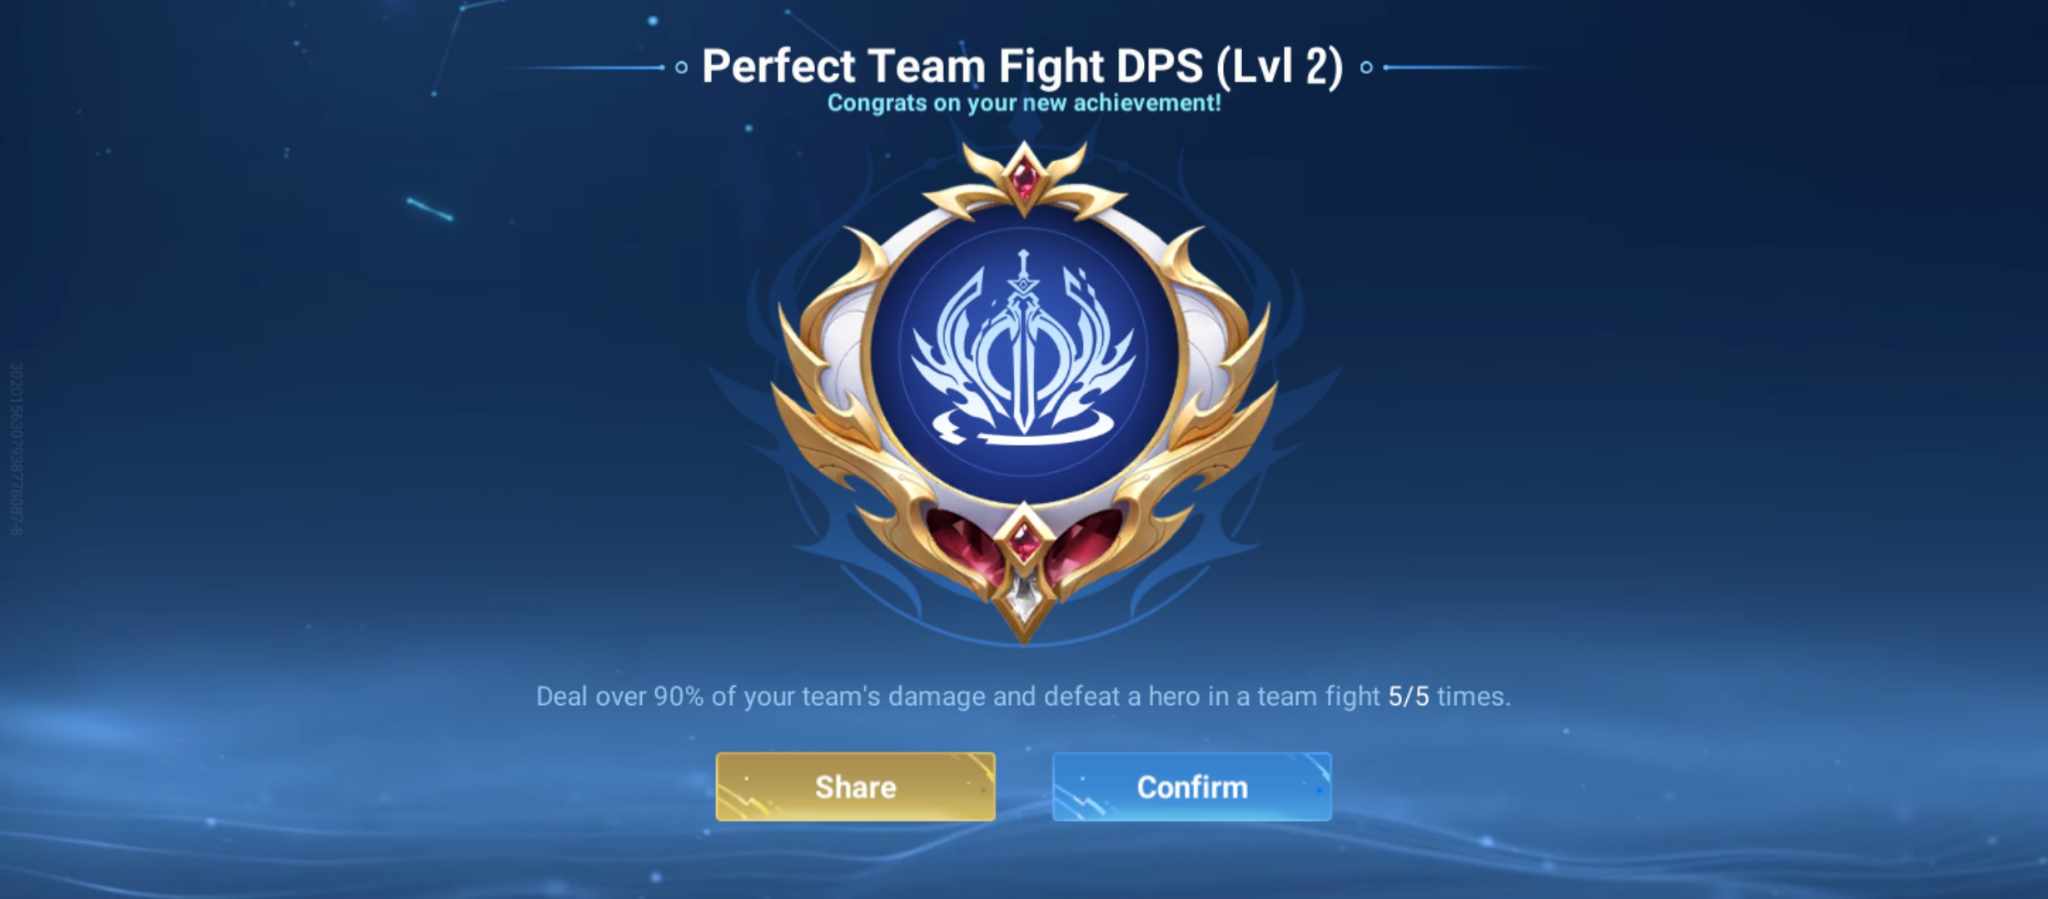 Perfect Team Fight DPS (Lvl 2)
Congrats on your new achievement!
Deal over 90% of your team's damage and defeat a hero in a team fight 5/5 times.
Share
Confirm